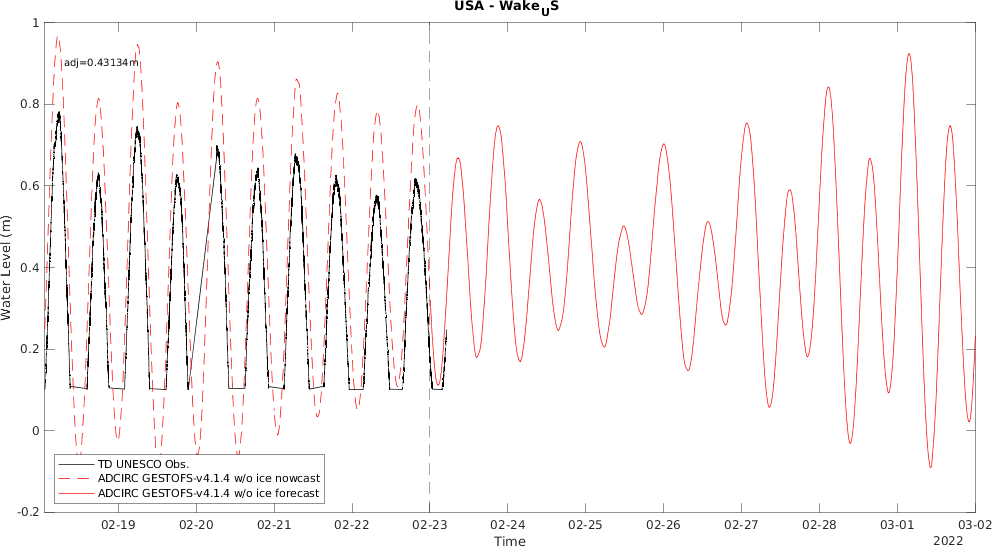 USA - Wake_US
1
adj=0.43134m
0.8
0.6
0.4
0.2
0
-0.2
Water Level (m)
TD UNESCO Obs.
ADCIRC GESTOFS-v4.1.4 w/o ice nowcast
ADCIRC GESTOFS-v4.1.4 w/o ice forecast
02-19 02-20 02-21 02-22 02-23 02-24 02-25 02-26 02-27 02-28 03-01 03-02
Time
2022